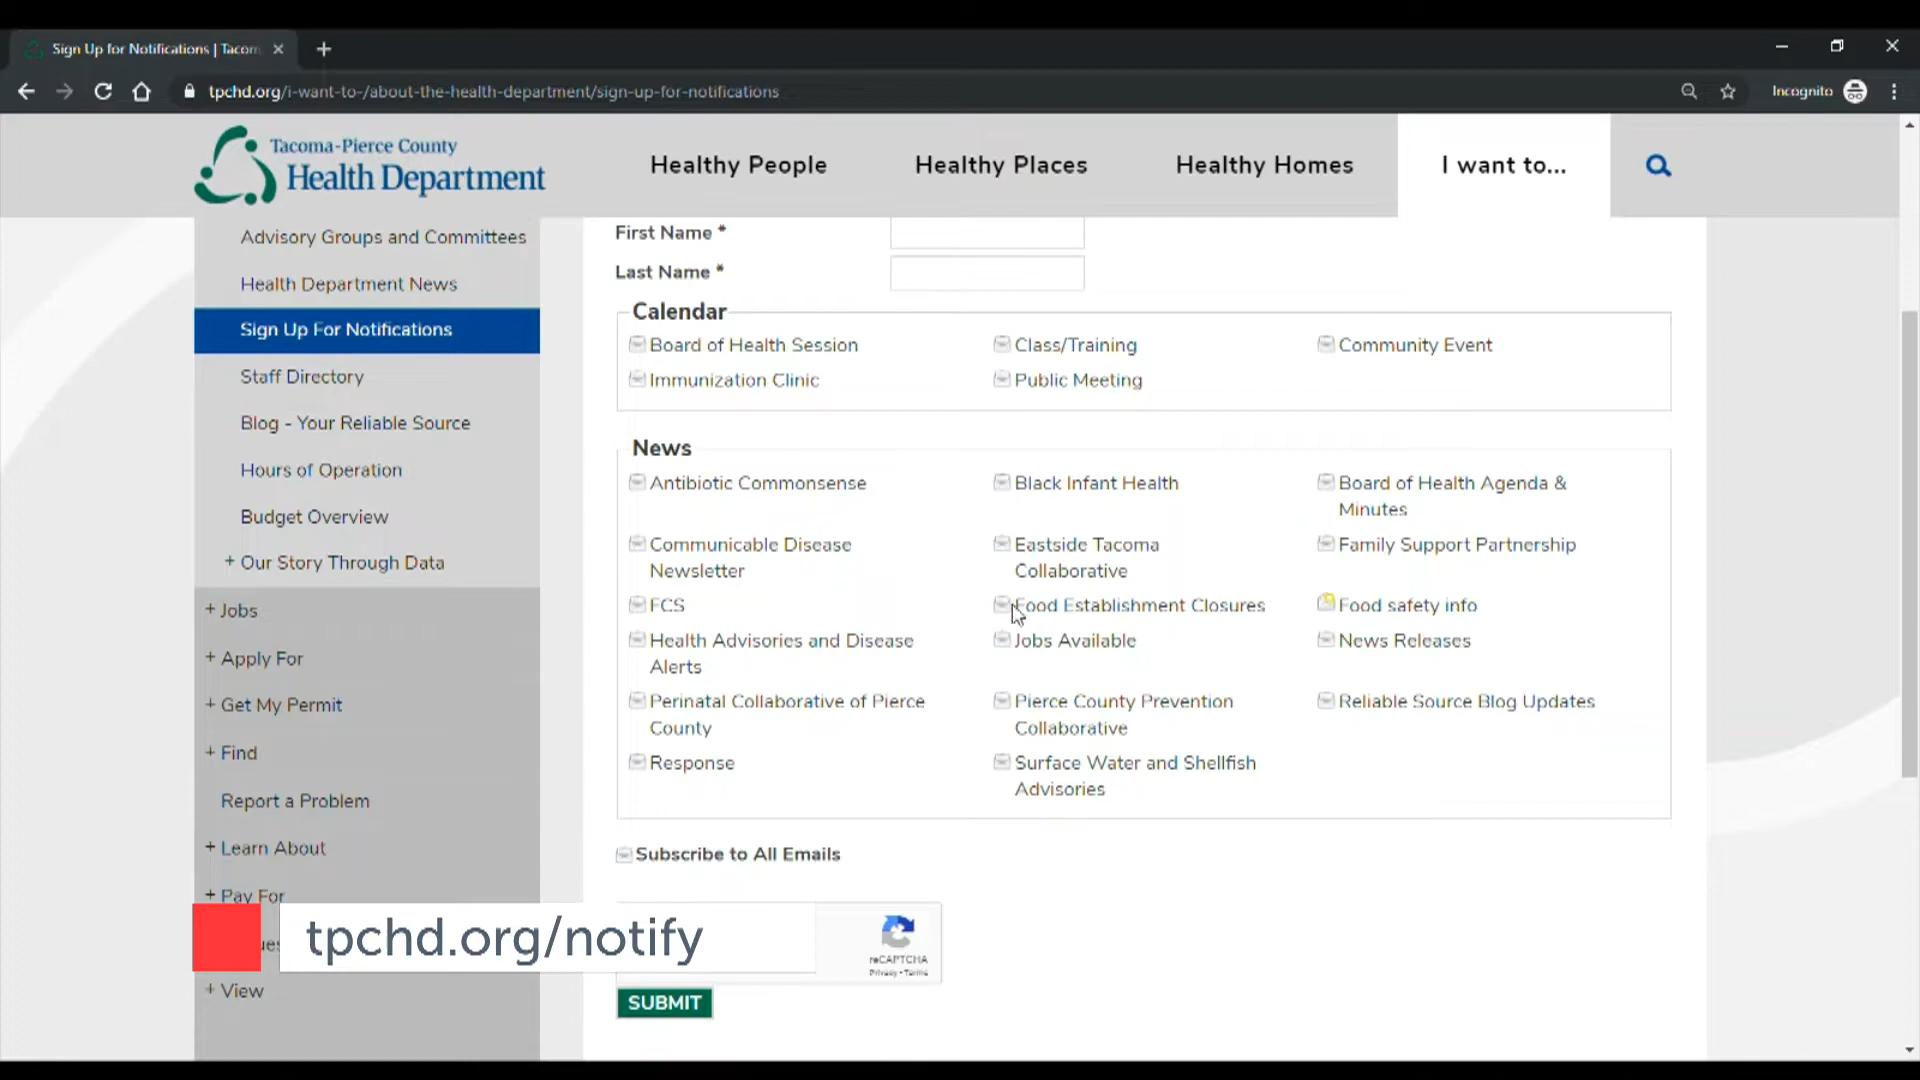 Sign Up for Notifications | Tacom
tpchd.org/i-want-to-/about-the-health-department/sign-up-for-notifications
Incognito
Tacoma-Pierce County
Health Department
Healthy People
Healthy Places
Healthy Homes
I want to...
Advisory Groups and Committees
Health Department News
Sign Up For Notifications
Staff Directory
Blog - Your Reliable Source
Hours of Operation
Budget Overview
+ Our Story Through Data
+ Jobs
+ Apply For
+ Get My Permit
+ Find
Report a Problem
+ Learn About
+ Pay For
+ View
First Name *
Last Name *
Calendar
Board of Health Session
Class/Training
Community Event
Immunization Clinic
Public Meeting
News
Antibiotic Commonsense
Black Infant Health
Board of Health Agenda &
Minutes
Communicable Disease
Newsletter
Eastside Tacoma
Collaborative
Family Support Partnership
FCS
Food Establishment Closures
Food safety info
Health Advisories and Disease
Alerts
Jobs Available
News Releases
Perinatal Collaborative of Pierce
County
Pierce County Prevention
Collaborative
Reliable Source Blog Updates
Response
Surface Water and Shellfish
Advisories
Subscribe to All Emails
tpchd.org/notify
reCAPTCHA
Privacy - Terms
SUBMIT